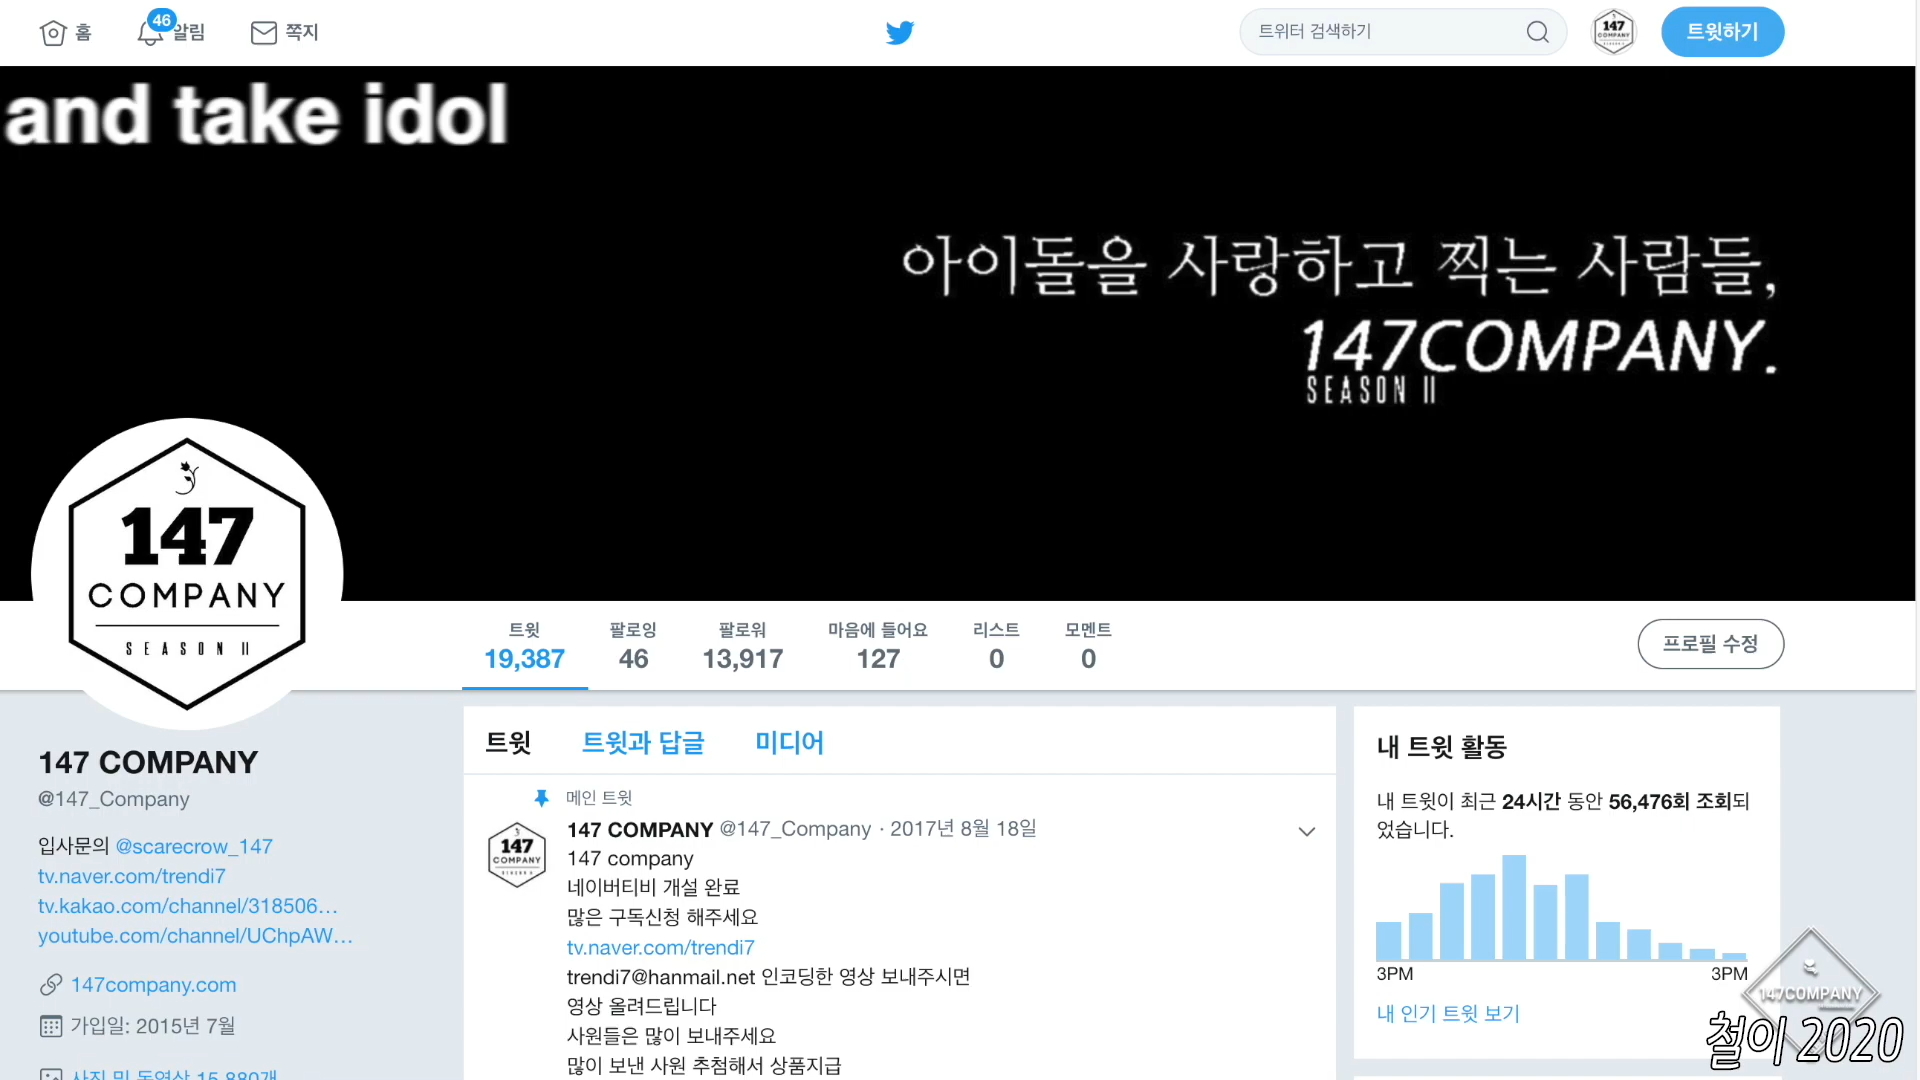 홈
46
알림
쪽지
트위터 검색하기
147
COMPANY
트윗하기
and take idol
아이돌을 사랑하고 찍는 사람들,
147COMPANY.
SEASON II
147
COMPANY
SEASON II
트윗
19,387
팔로잉
46
팔로워
13,917
마음에 들어요
127
리스트
0
모멘트
0
프로필 수정
147 COMPANY
@147_Company
입사문의 @scarecrow_147
tv.naver.com/trendi7
tv.kakao.com/channel/318506…
youtube.com/channel/UChpAW…
147company.com
가입일: 2015년 7월
사진 및 동영상 15,880개
트윗 트윗과 답글 미디어
메인 트윗
147
COMPANY
SEASON II
147 COMPANY @147_Company · 2017년 8월 18일
147 company
네이버티비 개설 완료
많은 구독신청 해주세요
tv.naver.com/trendi7
trendi7@hanmail.net 인코딩한 영상 보내주시면
영상 올려드립니다
사원들은 많이 보내주세요
많이 보낸 사원 추첨해서 상품지급
내 트윗 활동
내 트윗이 최근 24시간 동안 56,476회 조회되
었습니다.
3PM
3PM
내 인기 트윗 보기
147COMPANY
철이 2020